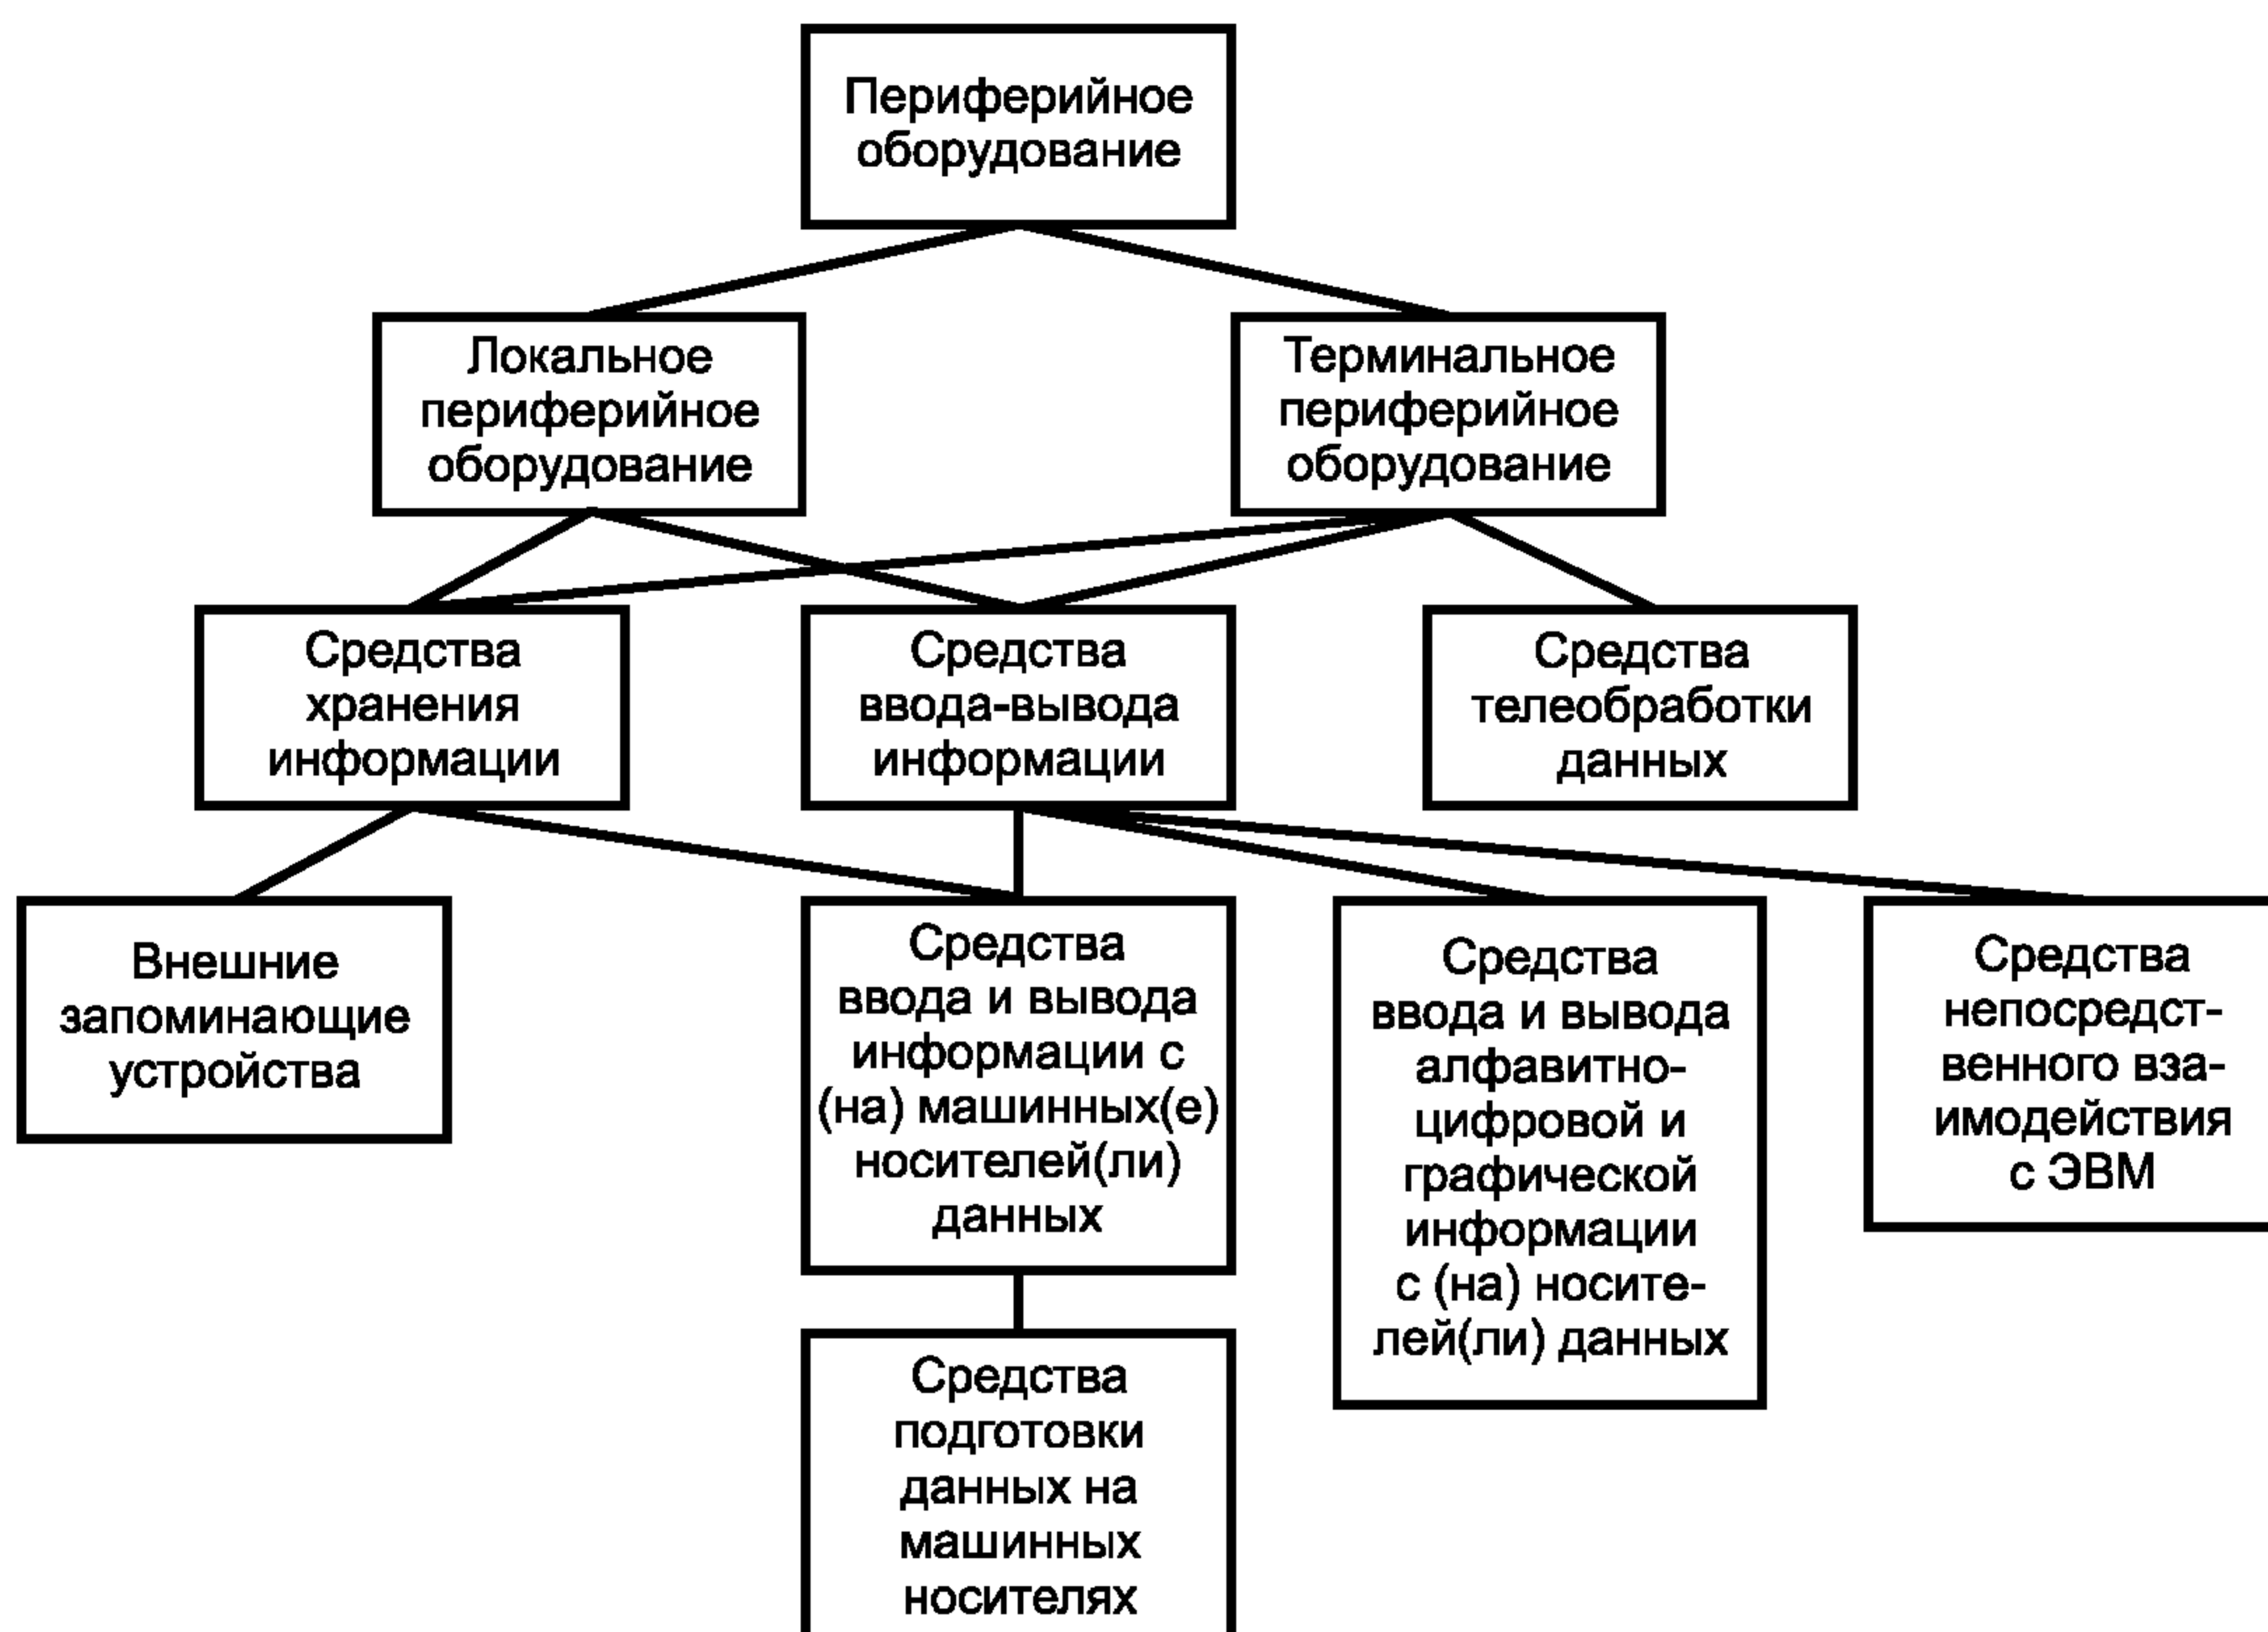 Периферийное
оборудование
Локальное
периферийное
оборудование
Терминальное
периферийное
оборудование
Средства
хранения
информации
Средства
ввода-вывода
информации
Средства
телеобработки
данных
Внешние
запоминающие
устройства
Средства
ввода и вывода
информации с
(на) машинных(е)
носителей(ли)
данных
Средства
ввода и вывода
алфавитно-
цифровой и
графической
информации
с (на) носите-
лей(ли) данных
Средства
непосредст-
венного вза-
имодействия
с ЭВМ
Средства
подготовки
данных на
машинных
носителях